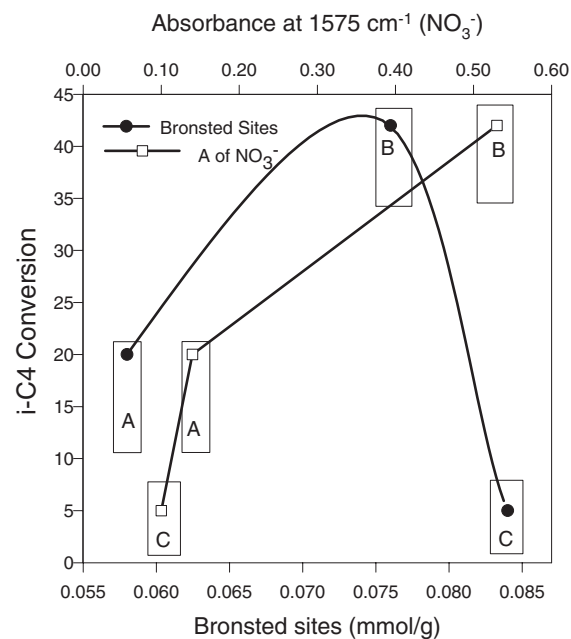 Absorbance at 1575 cm⁻¹ (NO₃⁻)
0.00 0.10 0.20 0.30 0.40 0.50 0.60
45
40
35
30
25
20
15
10
5
0
i-C4 Conversion
Bronsted Sites
A of NO₃⁻
B
B
A
A
C
C
0.055 0.060 0.065 0.070 0.075 0.080 0.085
Bronsted sites (mmol/g)